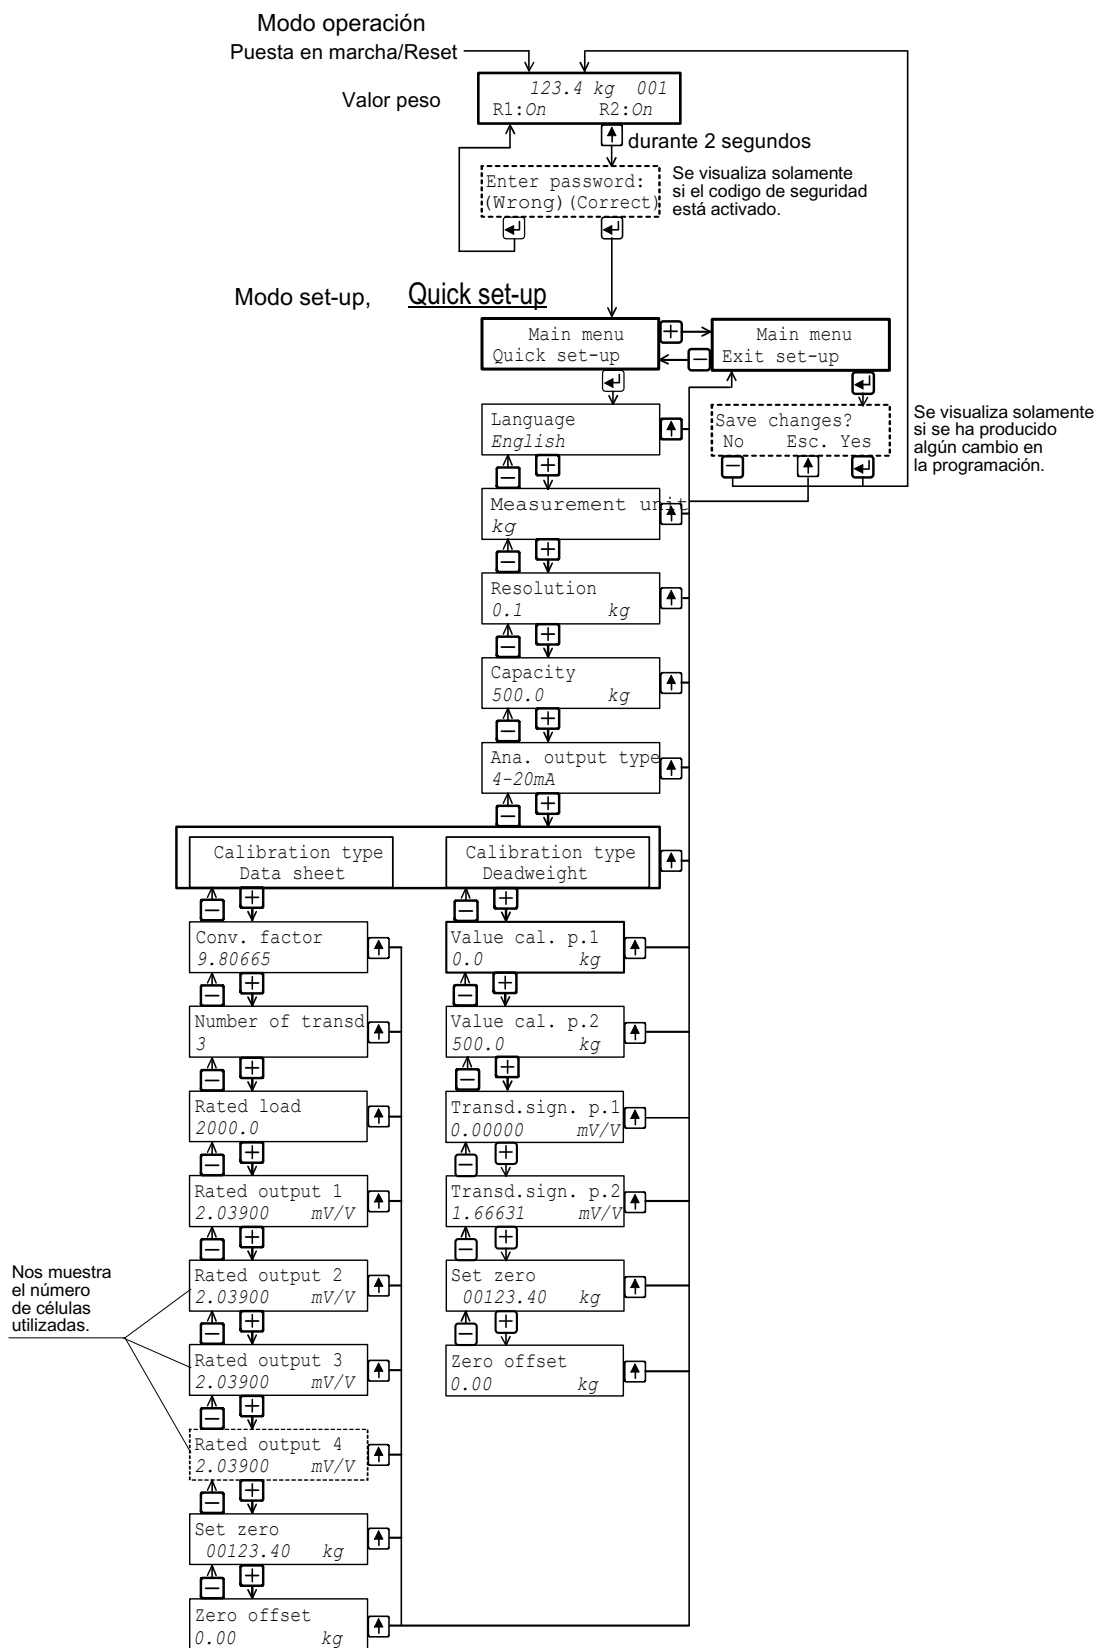 Modo operación
Puesta en marcha/Reset
123.4 kg 001
R1:On R2:On
Valor peso
durante 2 segundos
Enter password:
(Wrong)(Correct)
Se visualiza solamente
si el codigo de seguridad
está activado.
Modo set-up, Quick set-up
Main menu
Quick set-up
Main menu
Exit set-up
Save changes?
No Esc. Yes
Se visualiza solamente
si se ha producido
algún cambio en
la programación.
Language
English
Measurement unit
kg
Resolution
0.1 kg
Capacity
500.0 kg
Ana. output type
4-20mA
Calibration type
Data sheet
Calibration type
Deadweight
Conv. factor
9.80665
Number of transd
3
Rated load
2000.0
Rated output 1
2.03900 mV/V
Rated output 2
2.03900 mV/V
Rated output 3
2.03900 mV/V
Rated output 4
2.03900 mV/V
Set zero
00123.40 kg
Zero offset
0.00 kg
Nos muestra
el número
de células
utilizadas.
Value cal. p.1
0.0 kg
Value cal. p.2
500.0 kg
Transd.sign. p.1
0.00000 mV/V
Transd.sign. p.2
1.66631 mV/V
Set zero
00123.40 kg
Zero offset
0.00 kg